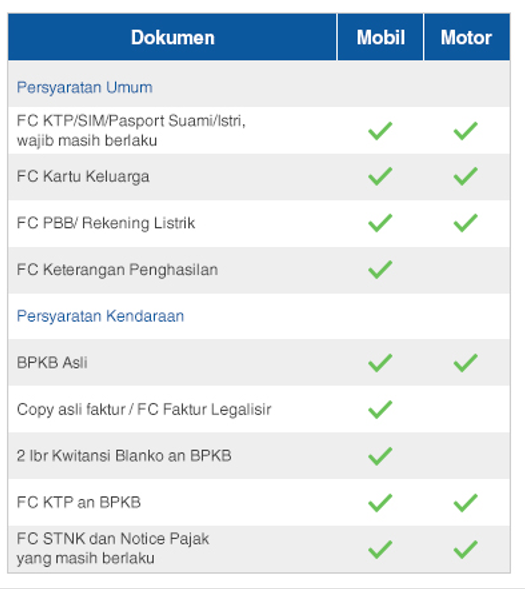 Dokumen Mobil Motor
Persyaratan Umum
FC KTP/SIM/Pasport Suami/Istri,
wajib masih berlaku
FC Kartu Keluarga
FC PBB/ Rekening Listrik
FC Keterangan Penghasilan
Persyaratan Kendaraan
BPKB Asli
Copy asli faktur / FC Faktur Legalisir
2 lbr Kwitansi Blanko an BPKB
FC KTP an BPKB
FC STNK dan Notice Pajak
yang masih berlaku